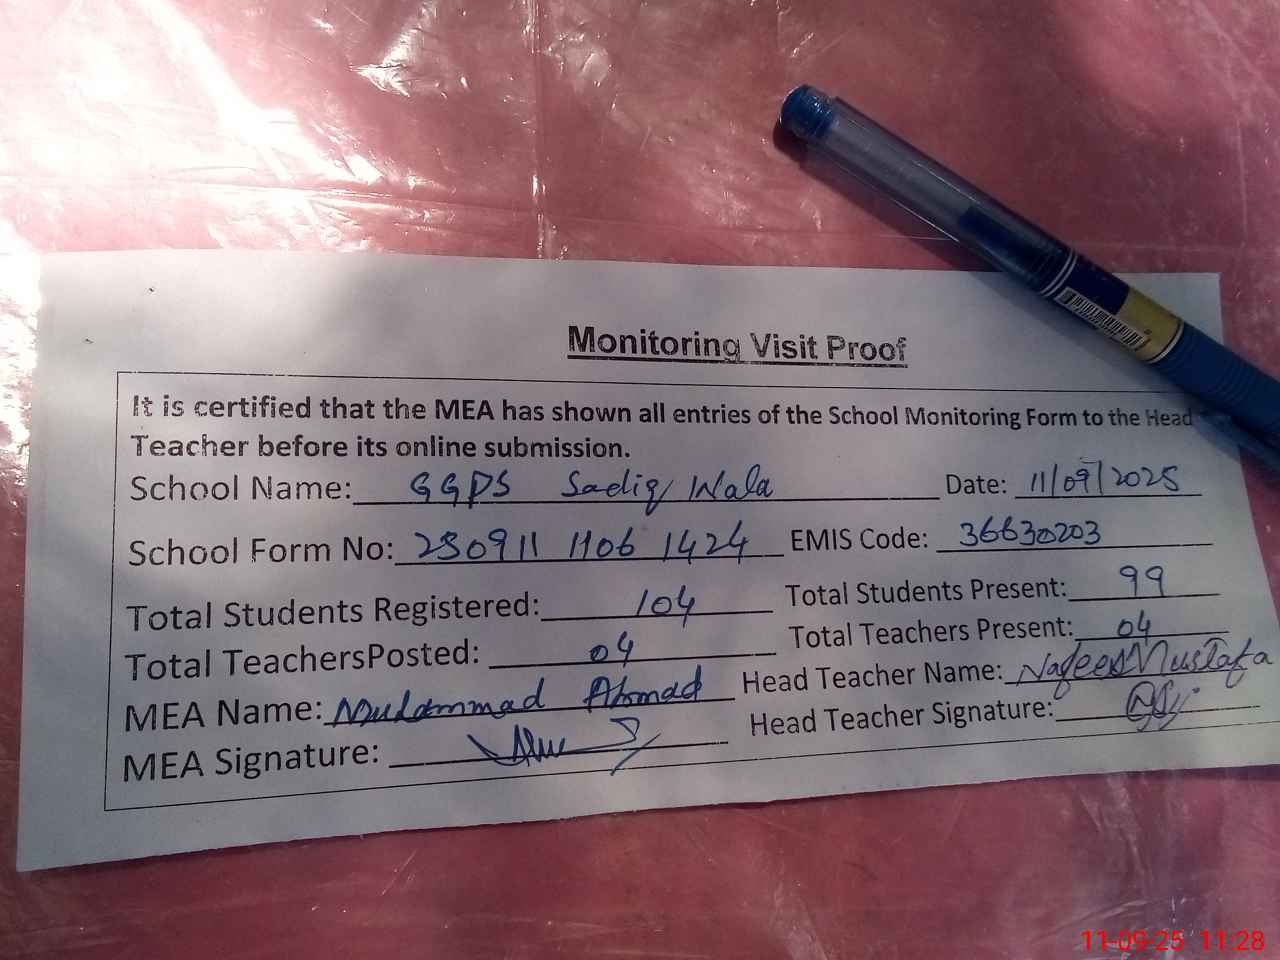 Monitoring Visit Proof
It is certified that the MEA has shown all entries of the School Monitoring Form to the Head
Teacher before its online submission.
School Name: GGPS Sadiq Wala Date: 11/09/2025
School Form No: 250911 1106 1424 EMIS Code: 36630203
Total Students Registered: 104 Total Students Present: 99
Total TeachersPosted: 04 Total Teachers Present: 04
MEA Name: Muhammad Ahmad Head Teacher Name: Nafees Mustafa
MEA Signature: Head Teacher Signature:
11-09-25 11:28